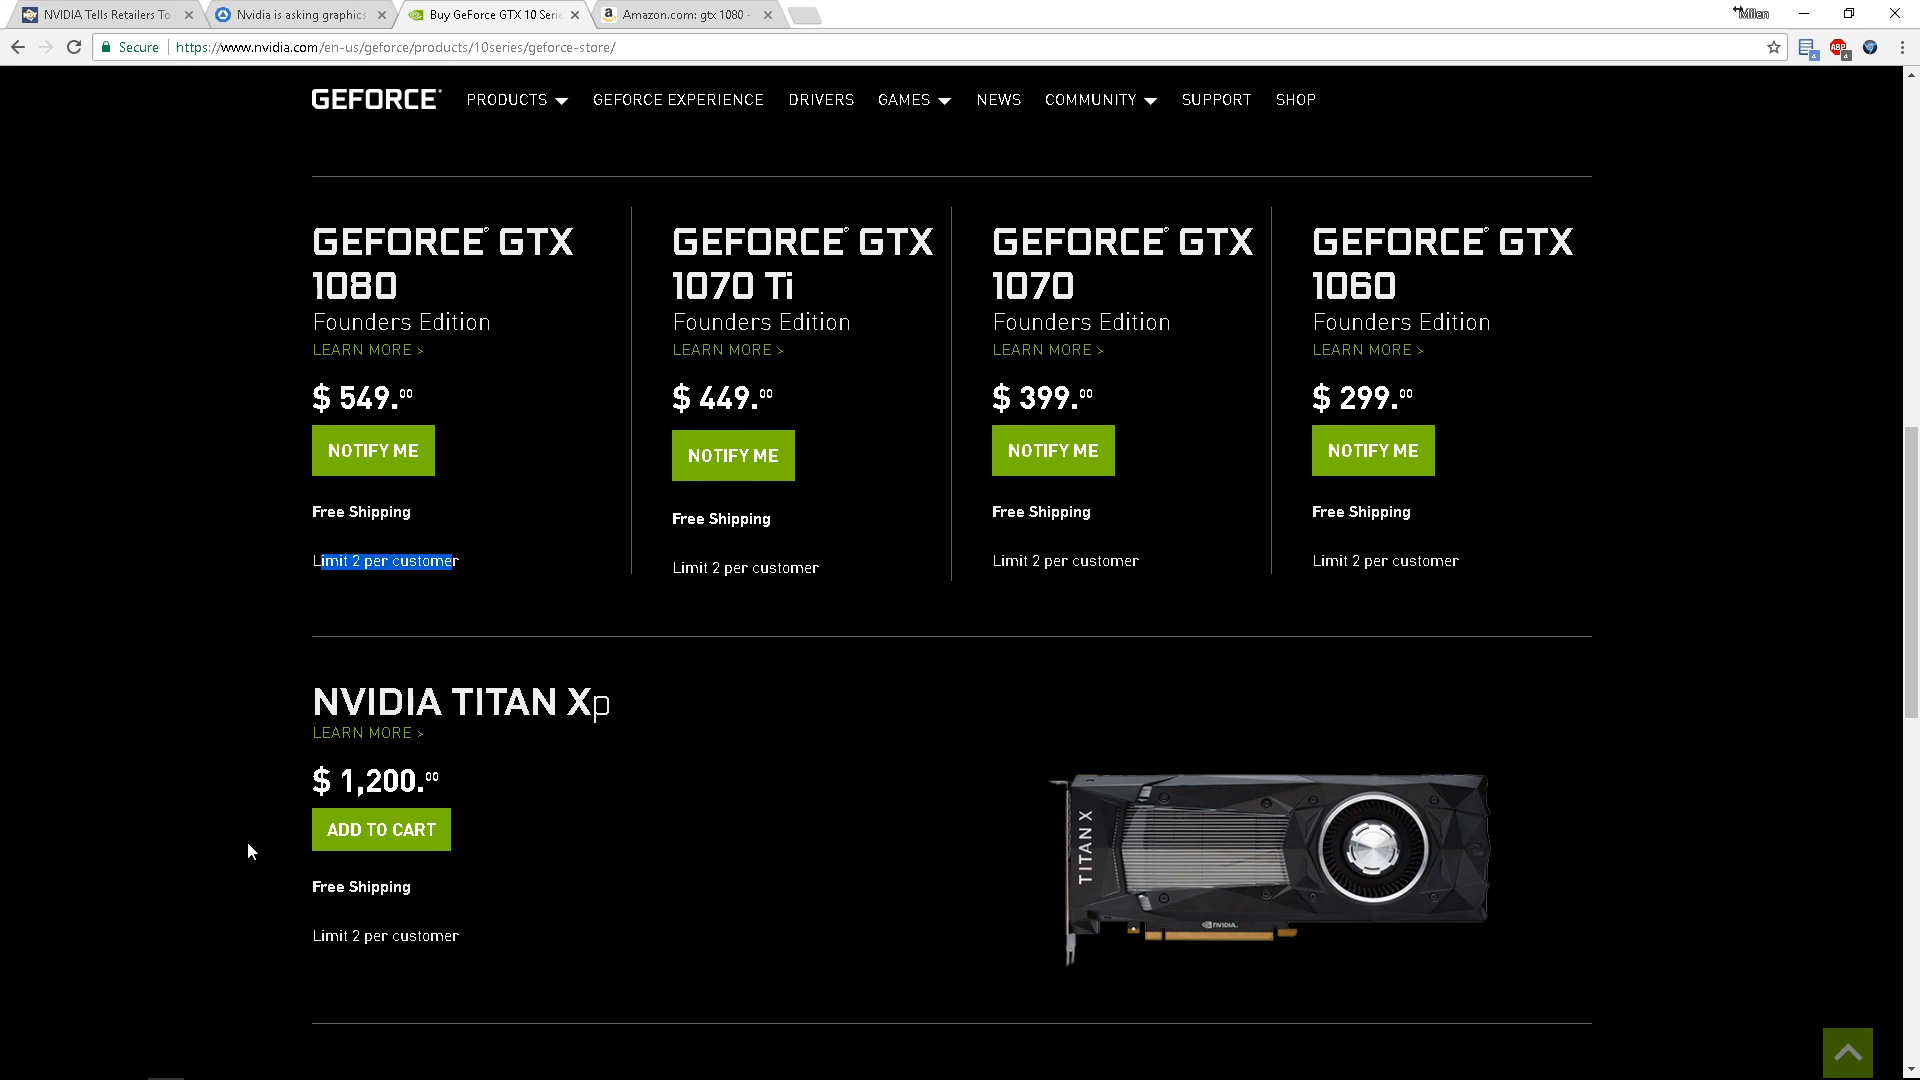 NVIDIA Tells Retailers To
Nvidia is asking graphics
Buy GeForce GTX 10 Serie
Amazon.com: gtx 1080 -
Milen
Secure
https://www.nvidia.com/en-us/geforce/products/10series/geforce-store/
ABP
GEFORCE
PRODUCTS
GEFORCE EXPERIENCE
DRIVERS
GAMES
NEWS
COMMUNITY
SUPPORT
SHOP
GEFORCE® GTX
1080
Founders Edition
LEARN MORE >
$ 549.00
NOTIFY ME
Free Shipping
Limit 2 per customer
GEFORCE® GTX
1070 Ti
Founders Edition
LEARN MORE >
$ 449.00
NOTIFY ME
Free Shipping
Limit 2 per customer
GEFORCE® GTX
1070
Founders Edition
LEARN MORE >
$ 399.00
NOTIFY ME
Free Shipping
Limit 2 per customer
GEFORCE® GTX
1060
Founders Edition
LEARN MORE >
$ 299.00
NOTIFY ME
Free Shipping
Limit 2 per customer
NVIDIA TITAN Xp
LEARN MORE >
$ 1,200.00
ADD TO CART
Free Shipping
Limit 2 per customer
TITAN X
NVIDIA.